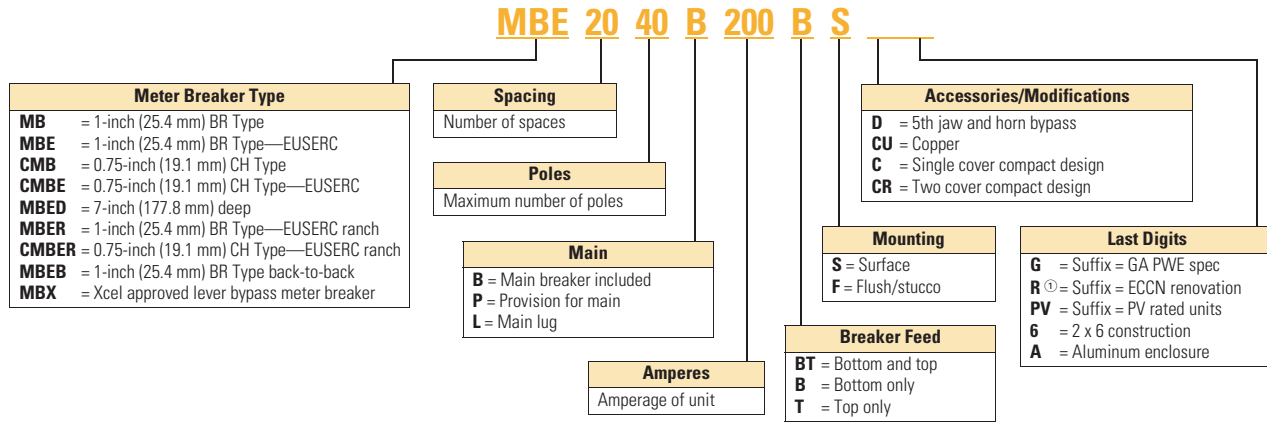 MBE 20 40 B 200 B S
Meter Breaker Type
MB = 1-inch (25.4 mm) BR Type
MBE = 1-inch (25.4 mm) BR Type—EUSERC
CMB = 0.75-inch (19.1 mm) CH Type
CMBE = 0.75-inch (19.1 mm) CH Type—EUSERC
MBED = 7-inch (177.8 mm) deep
MBER = 1-inch (25.4 mm) BR Type—EUSERC ranch
CMBER = 0.75-inch (19.1 mm) CH Type—EUSERC ranch
MBEB = 1-inch (25.4 mm) BR Type back-to-back
MBX = Xcel approved lever bypass meter breaker
Spacing
Number of spaces
Poles
Maximum number of poles
Main
B = Main breaker included
P = Provision for main
L = Main lug
Amperes
Amperage of unit
Breaker Feed
BT = Bottom and top
B = Bottom only
T = Top only
Mounting
S = Surface
F = Flush/stucco
Accessories/Modifications
D = 5th jaw and horn bypass
CU = Copper
C = Single cover compact design
CR = Two cover compact design
Last Digits
G = Suffix = GA PWE spec
R ① = Suffix = ECCN renovation
PV = Suffix = PV rated units
6 = 2 x 6 construction
A = Aluminum enclosure